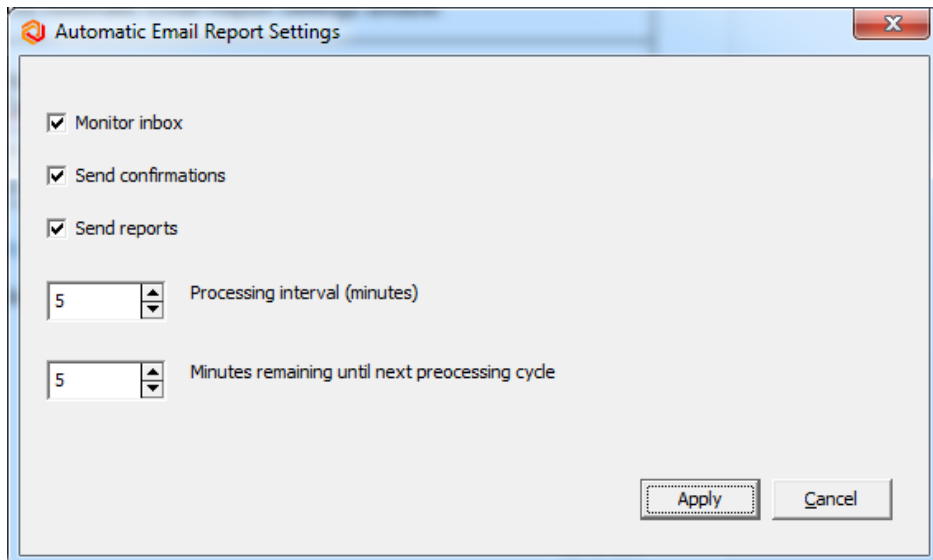 Automatic Email Report Settings
Monitor inbox
Send confirmations
Send reports
5 Processing interval (minutes)
5 Minutes remaining until next preocessing cycle
Apply Cancel